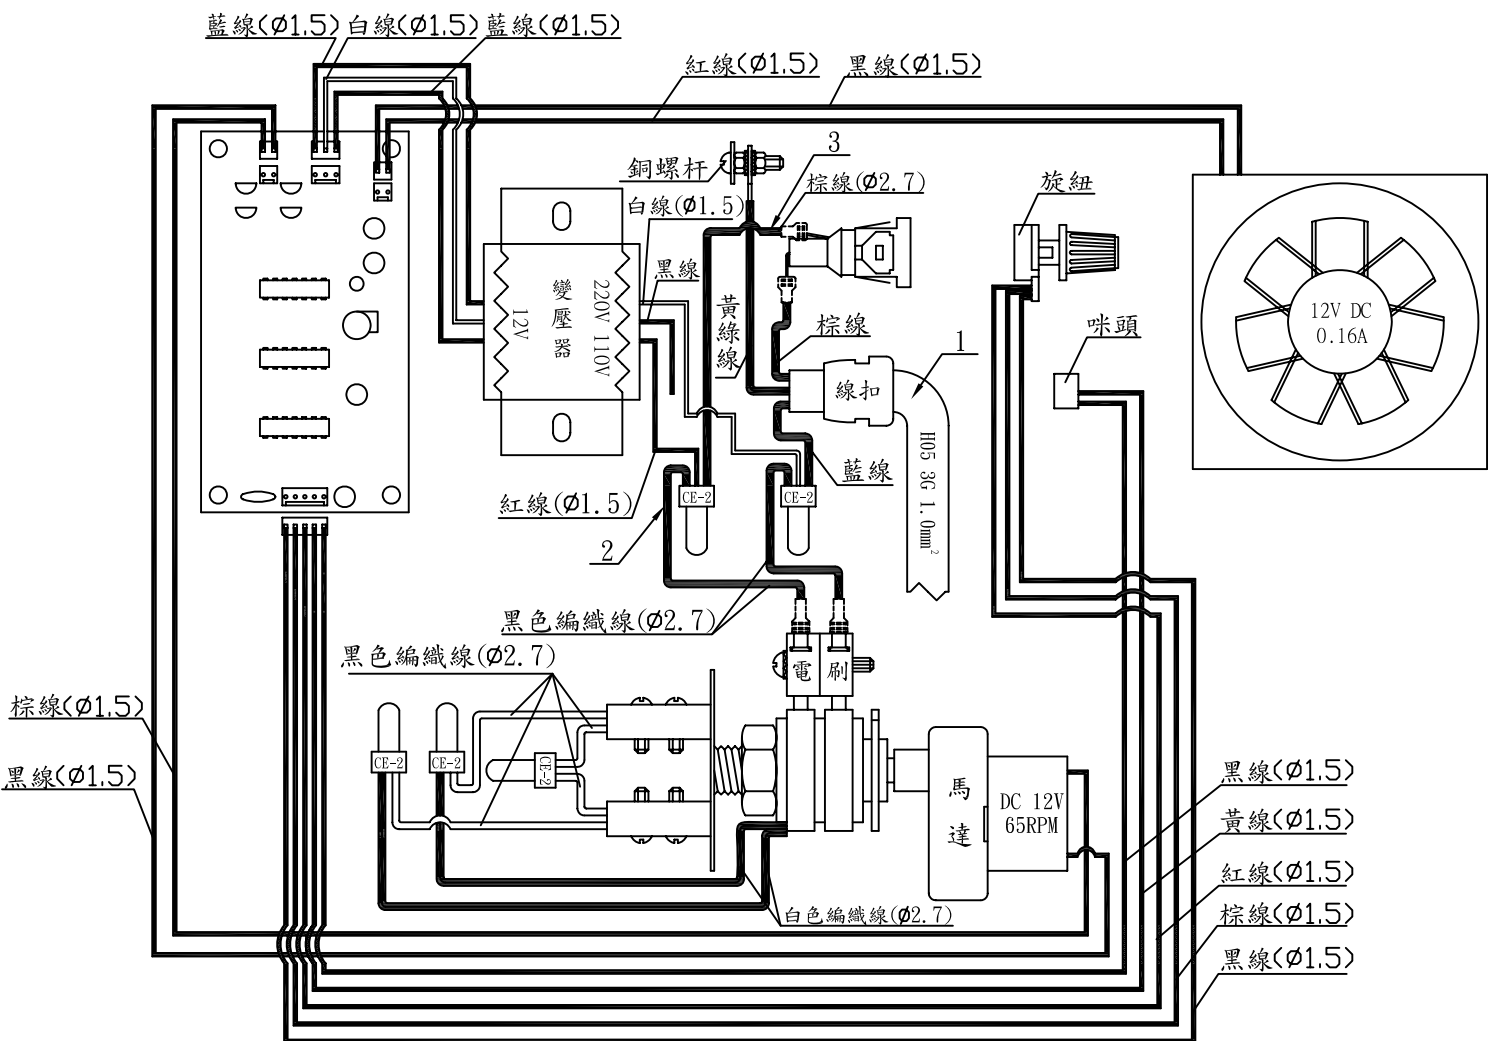 藍線(Ø1.5)
白線(Ø1.5)
藍線(Ø1.5)
紅線(Ø1.5)
黑線(Ø1.5)
銅螺杆
3
棕線(Ø2.7)
白線(Ø1.5)
旋紐
變壓器
220V 110V
12V
黑線
黃綠線
棕線
1
線扣
咪頭
12V DC
0.16A
H05 3G 1.0mm²
藍線
紅線(Ø1.5)
CE-2
CE-2
2
黑色編織線(Ø2.7)
黑色編織線(Ø2.7)
電
刷
棕線(Ø1.5)
黑線(Ø1.5)
CE-2
CE-2
CE-2
馬達
DC 12V
65RPM
白色編織線(Ø2.7)
黑線(Ø1.5)
黃線(Ø1.5)
紅線(Ø1.5)
棕線(Ø1.5)
黑線(Ø1.5)